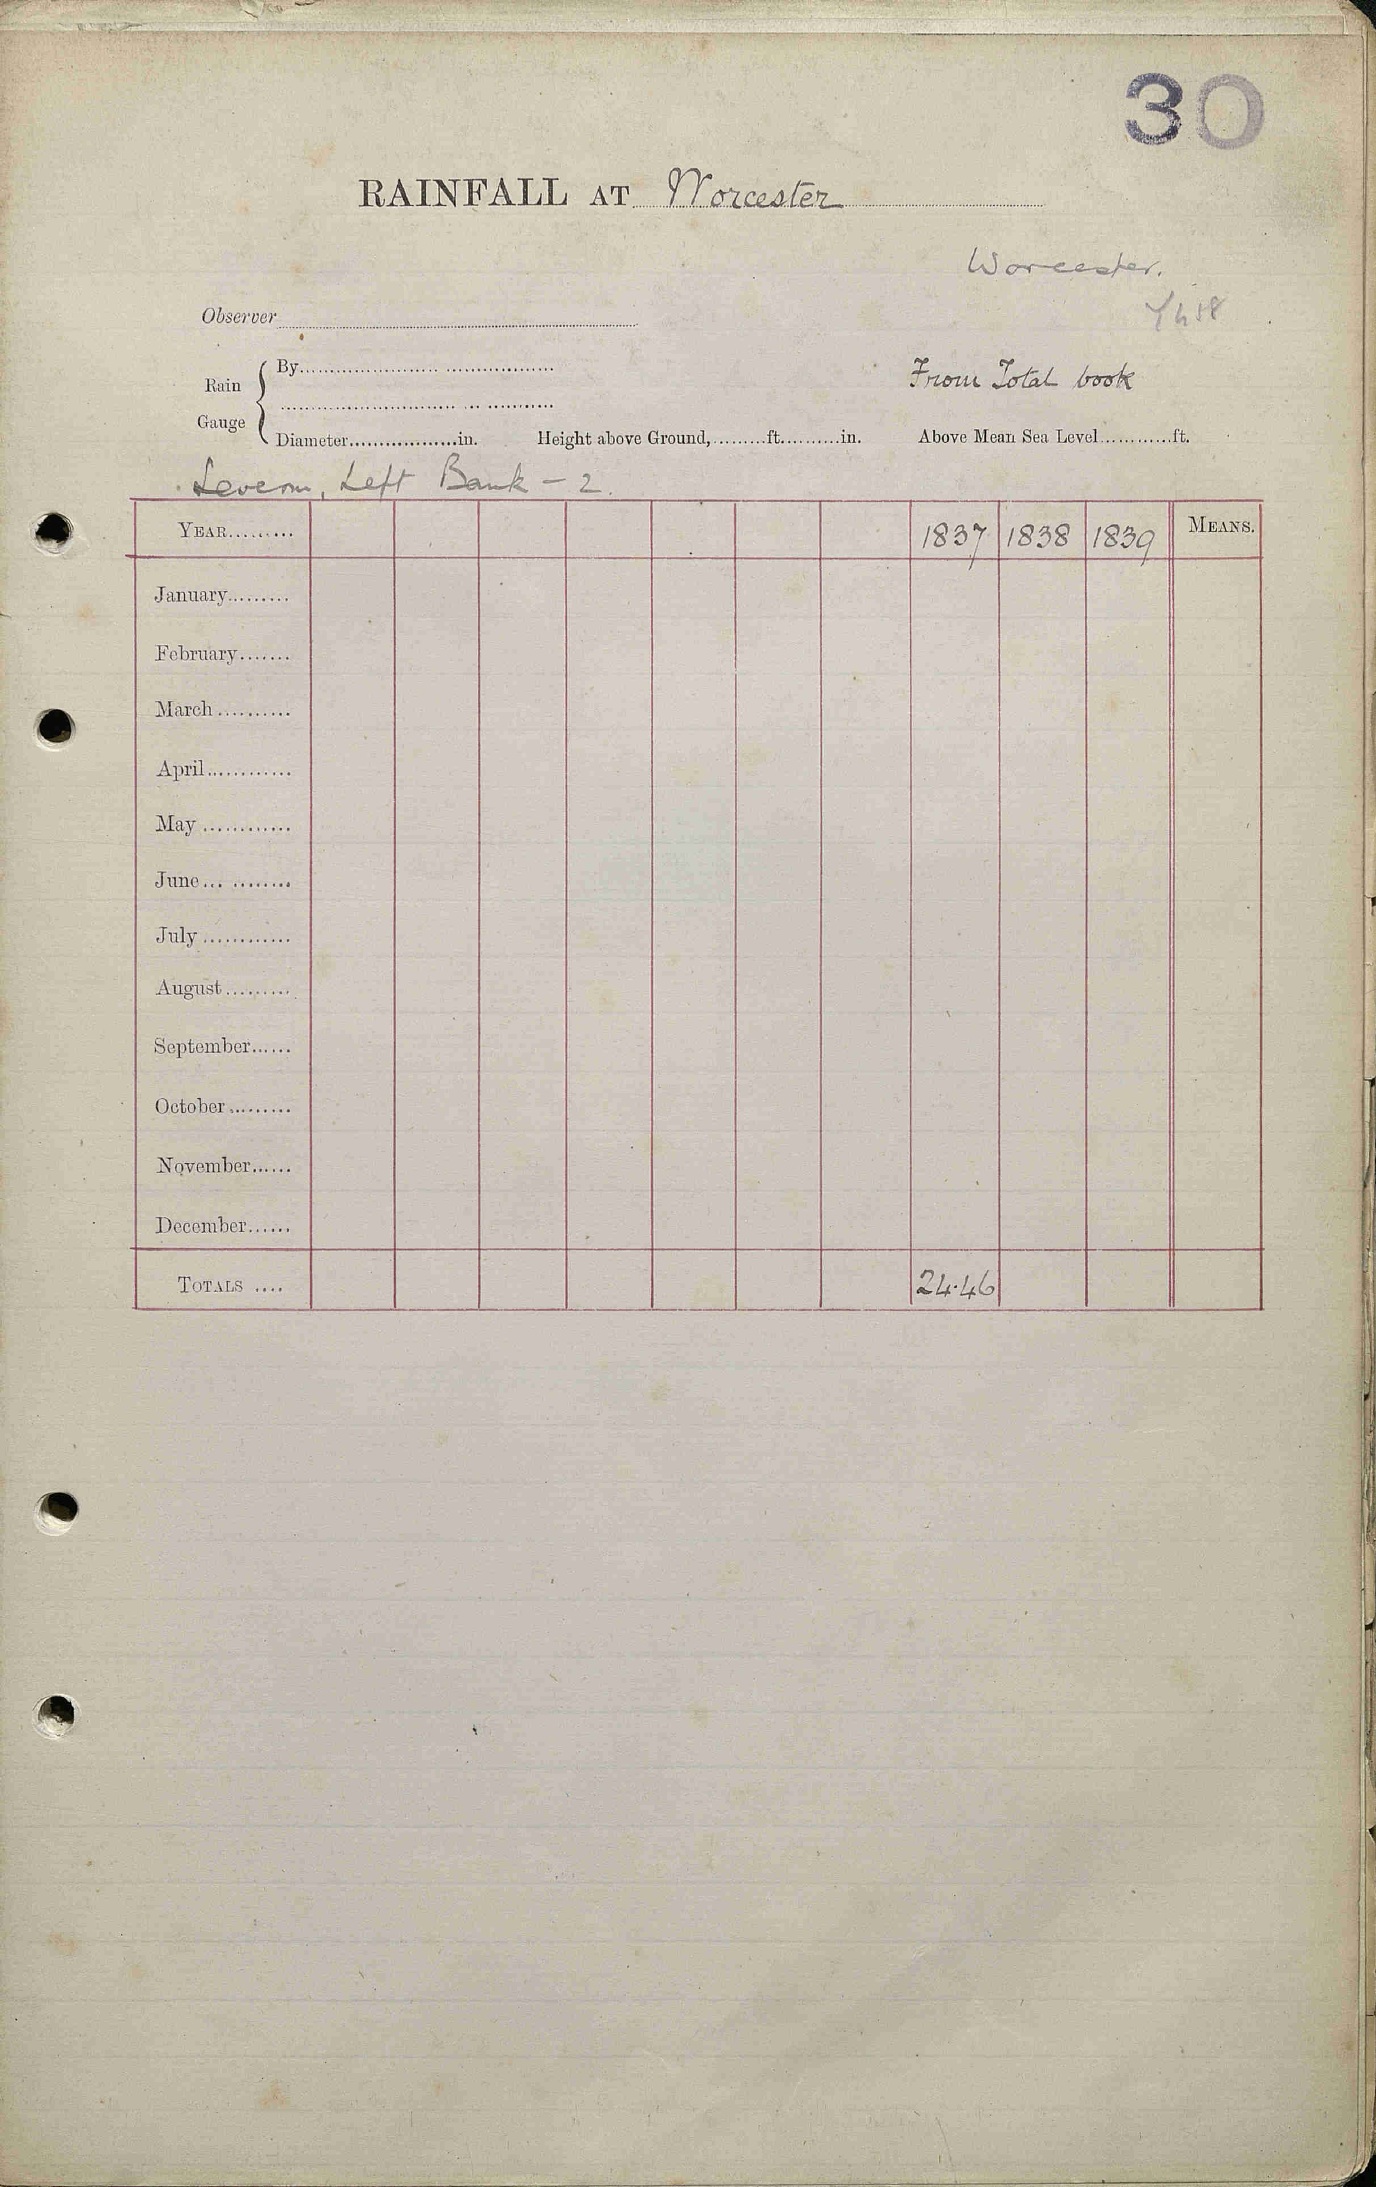 30
RAINFALL AT Worcester
Worcester.
Observer
From Total book
Rain Gauge { By
Diameter..................in. Height above Ground,.........ft..........in. Above Mean Sea Level............ft.
Severn, Left Bank - 2.
YEAR......... 1837 1838 1839 MEANS.
January.........
February.......
March..........
April............
May............
June... .........
July............
August.........
September......
October.........
November......
December......
TOTALS .... 24.46